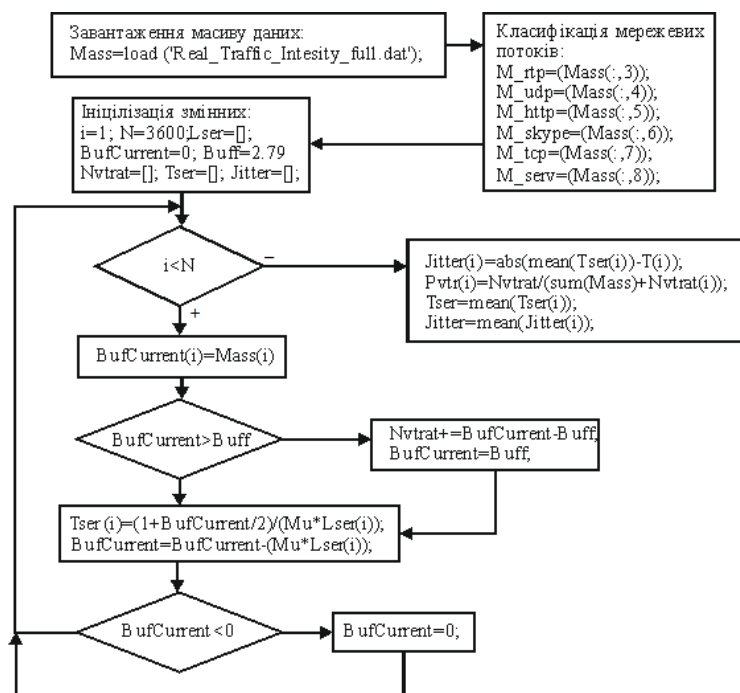 Завантаження масиву даних:
Mass=load ('Real_Traffic_Intesity_full.dat');
Класифікація мережевих
потоків:
M_rtp=(Mass(:,3));
M_udp=(Mass(:,4));
M_http=(Mass(:,5));
M_skype=(Mass(:,6));
M_tcp=(Mass(:,7));
M_serv=(Mass(:,8));
Ініцілізація змінних:
i=1; N=3600;Lser=[];
BufCurrent=0; Buff=2.79
Nvtrat=[]; Tser=[]; Jitter=[];
i<N
−
+
Jitter(i)=abs(mean(Tser(i))-T(i));
Pvtr(i)=Nvtrat/(sum(Mass)+Nvtrat(i));
Tser=mean(Tser(i));
Jitter=mean(Jitter(i));
BufCurrent(i)=Mass(i)
BufCurrent>Buff
Nvtrat+=BufCurrent-Buff;
BufCurrent=Buff;
Tser(i)=(1+BufCurrent/2)/(Mu*Lser(i));
BufCurrent=BufCurrent-(Mu*Lser(i));
BufCurrent<0
BufCurrent=0;